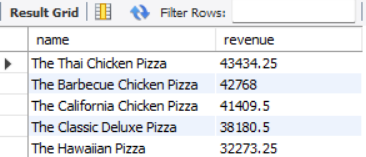 Result Grid Filter Rows:
name revenue
The Thai Chicken Pizza 43434.25
The Barbecue Chicken Pizza 42768
The California Chicken Pizza 41409.5
The Classic Deluxe Pizza 38180.5
The Hawaiian Pizza 32273.25